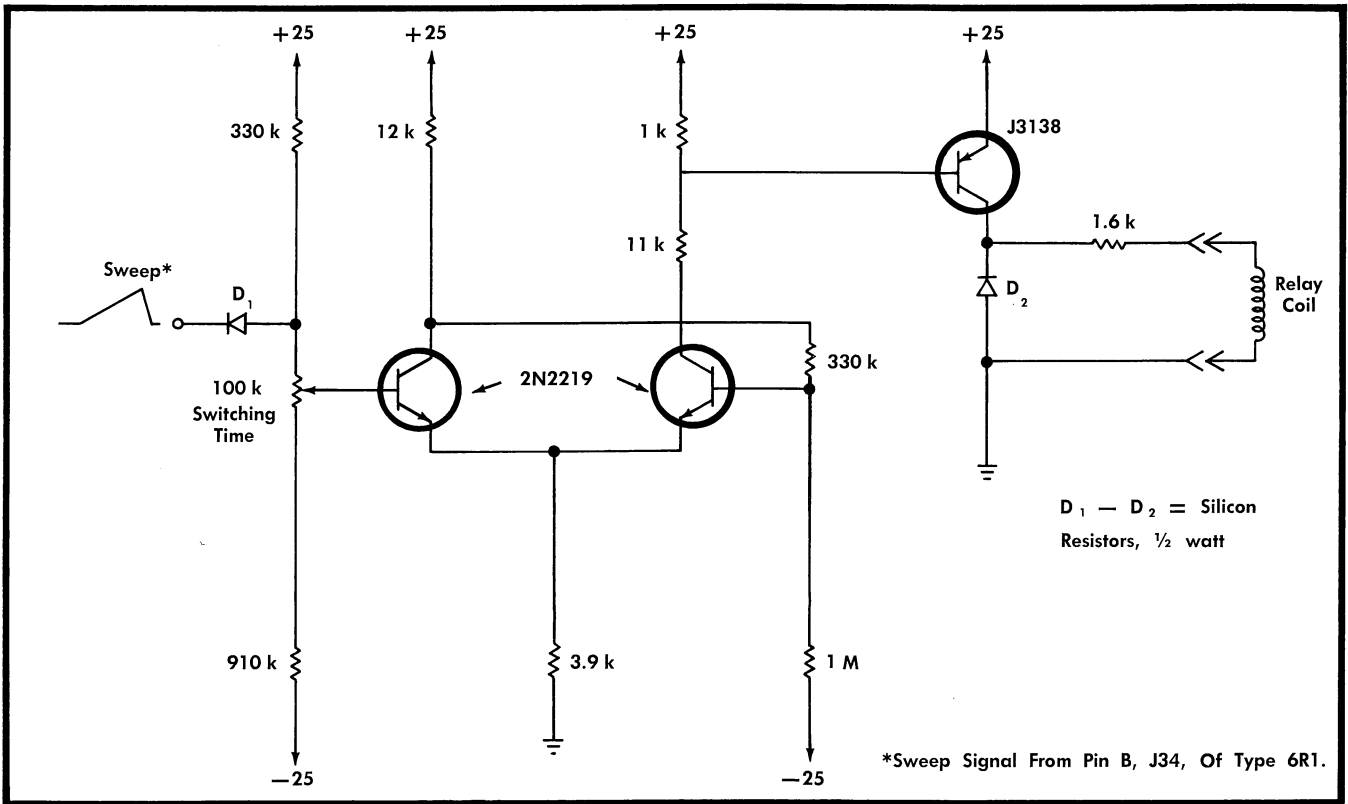 +25
+25
+25
+25
330 k
12 k
1 k
J3138
1.6 k
11 k
Sweep*
D1
D2
Relay
Coil
100 k
Switching
Time
2N2219
330 k
D1 — D2 = Silicon
Resistors, ½ watt
910 k
3.9 k
1 M
*Sweep Signal From Pin B, J34, Of Type 6R1.
−25
−25